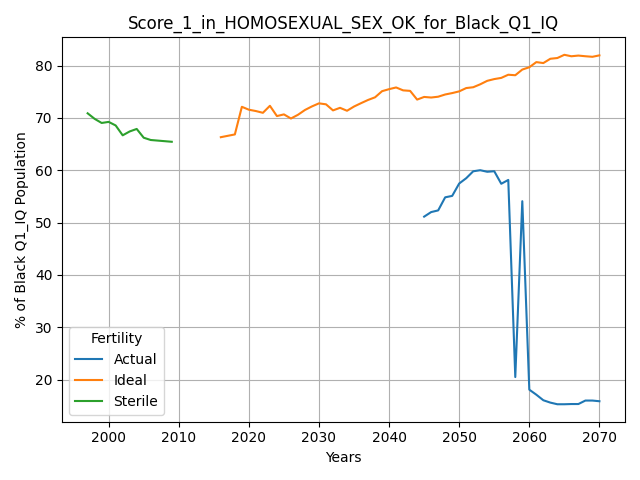 Score_1_in_HOMOSEXUAL_SEX_OK_for_Black_Q1_IQ
% of Black Q1_IQ Population
80
70
60
50
40
30
20
Fertility
Actual
Ideal
Sterile
2000 2010 2020 2030 2040 2050 2060 2070
Years